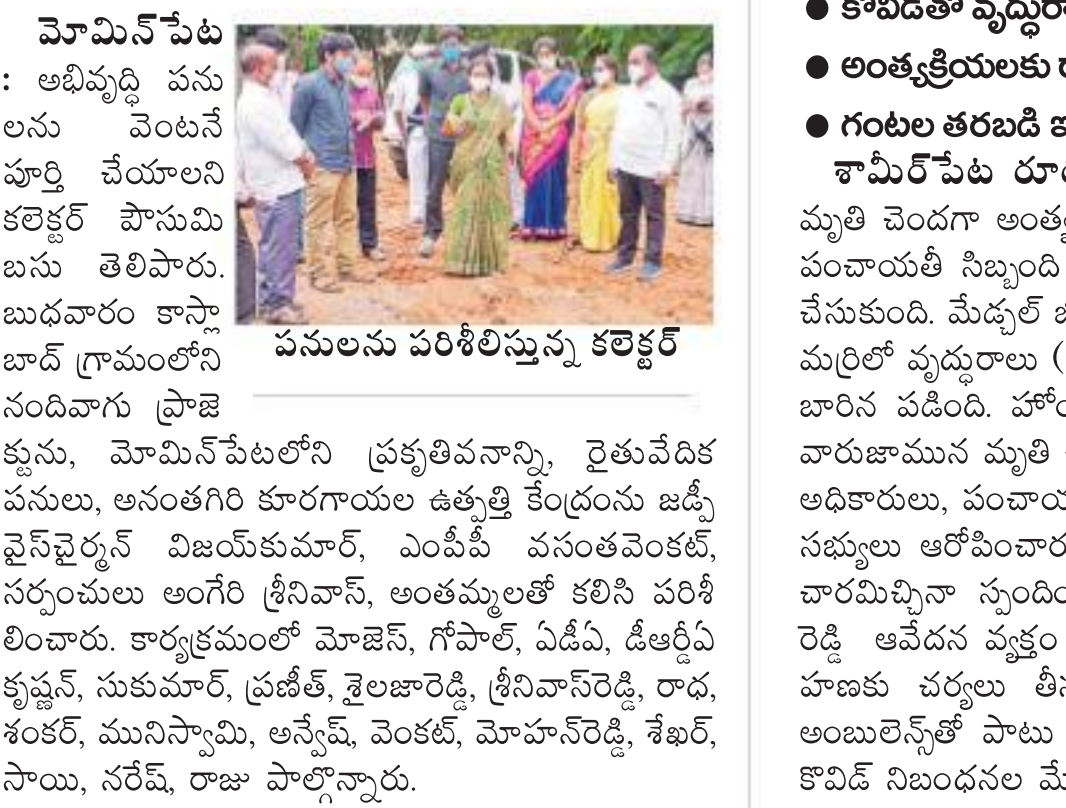 మోమిన్‌పేట
: అభివృద్ధి పను
లను వెంటనే
పూర్తి చేయాలని
కలెక్టర్ పౌసుమి
బసు తెలిపారు.
బుధవారం కాస్లా
బాద్ గ్రామంలోని
నందివాగు ప్రాజె
క్టును, మోమిన్‌పేటలోని ప్రకృతివనాన్ని, రైతువేదిక
పనులు, అనంతగిరి కూరగాయల ఉత్పత్తి కేంద్రంను జడ్పీ
వైస్‌చైర్మన్ విజయ్‌కుమార్, ఎంపీపీ వసంతవెంకట్,
సర్పంచులు అంగేరి శ్రీనివాస్, అంతమ్మలతో కలిసి పరిశీ
లించారు. కార్యక్రమంలో మోజెస్, గోపాల్, ఏడీఏ, డీఆర్డీఏ
కృష్ణన్, సుకుమార్, ప్రణీత్, శైలజారెడ్డి, శ్రీనివాస్‌రెడ్డి, రాధ,
శంకర్, మునిస్వామి, అన్వేష్, వెంకట్, మోహన్‌రెడ్డి, శేఖర్,
సాయి, నరేష్, రాజు పాల్గొన్నారు.
పనులను పరిశీలిస్తున్న కలెక్టర్
● కొవిడ్‌తో
● అంత్యక్రియలకు
● గంటల తరబడి
శామీర్‌పేట
మృతి చెందగా
పంచాయతీ సిబ్బంది
చేసుకుంది. మేడ్చల్
మర్రిలో వృద్ధురాలు (
బారిన పడింది.
వారుజామున మృతి
అధికారులు,
సభ్యులు
చారమిచ్చినా
రెడ్డి ఆవేదన వ్యక్తం
హణకు చర్యలు
అంబులెన్స్‌తో పాటు
కొవిడ్ నిబంధనల